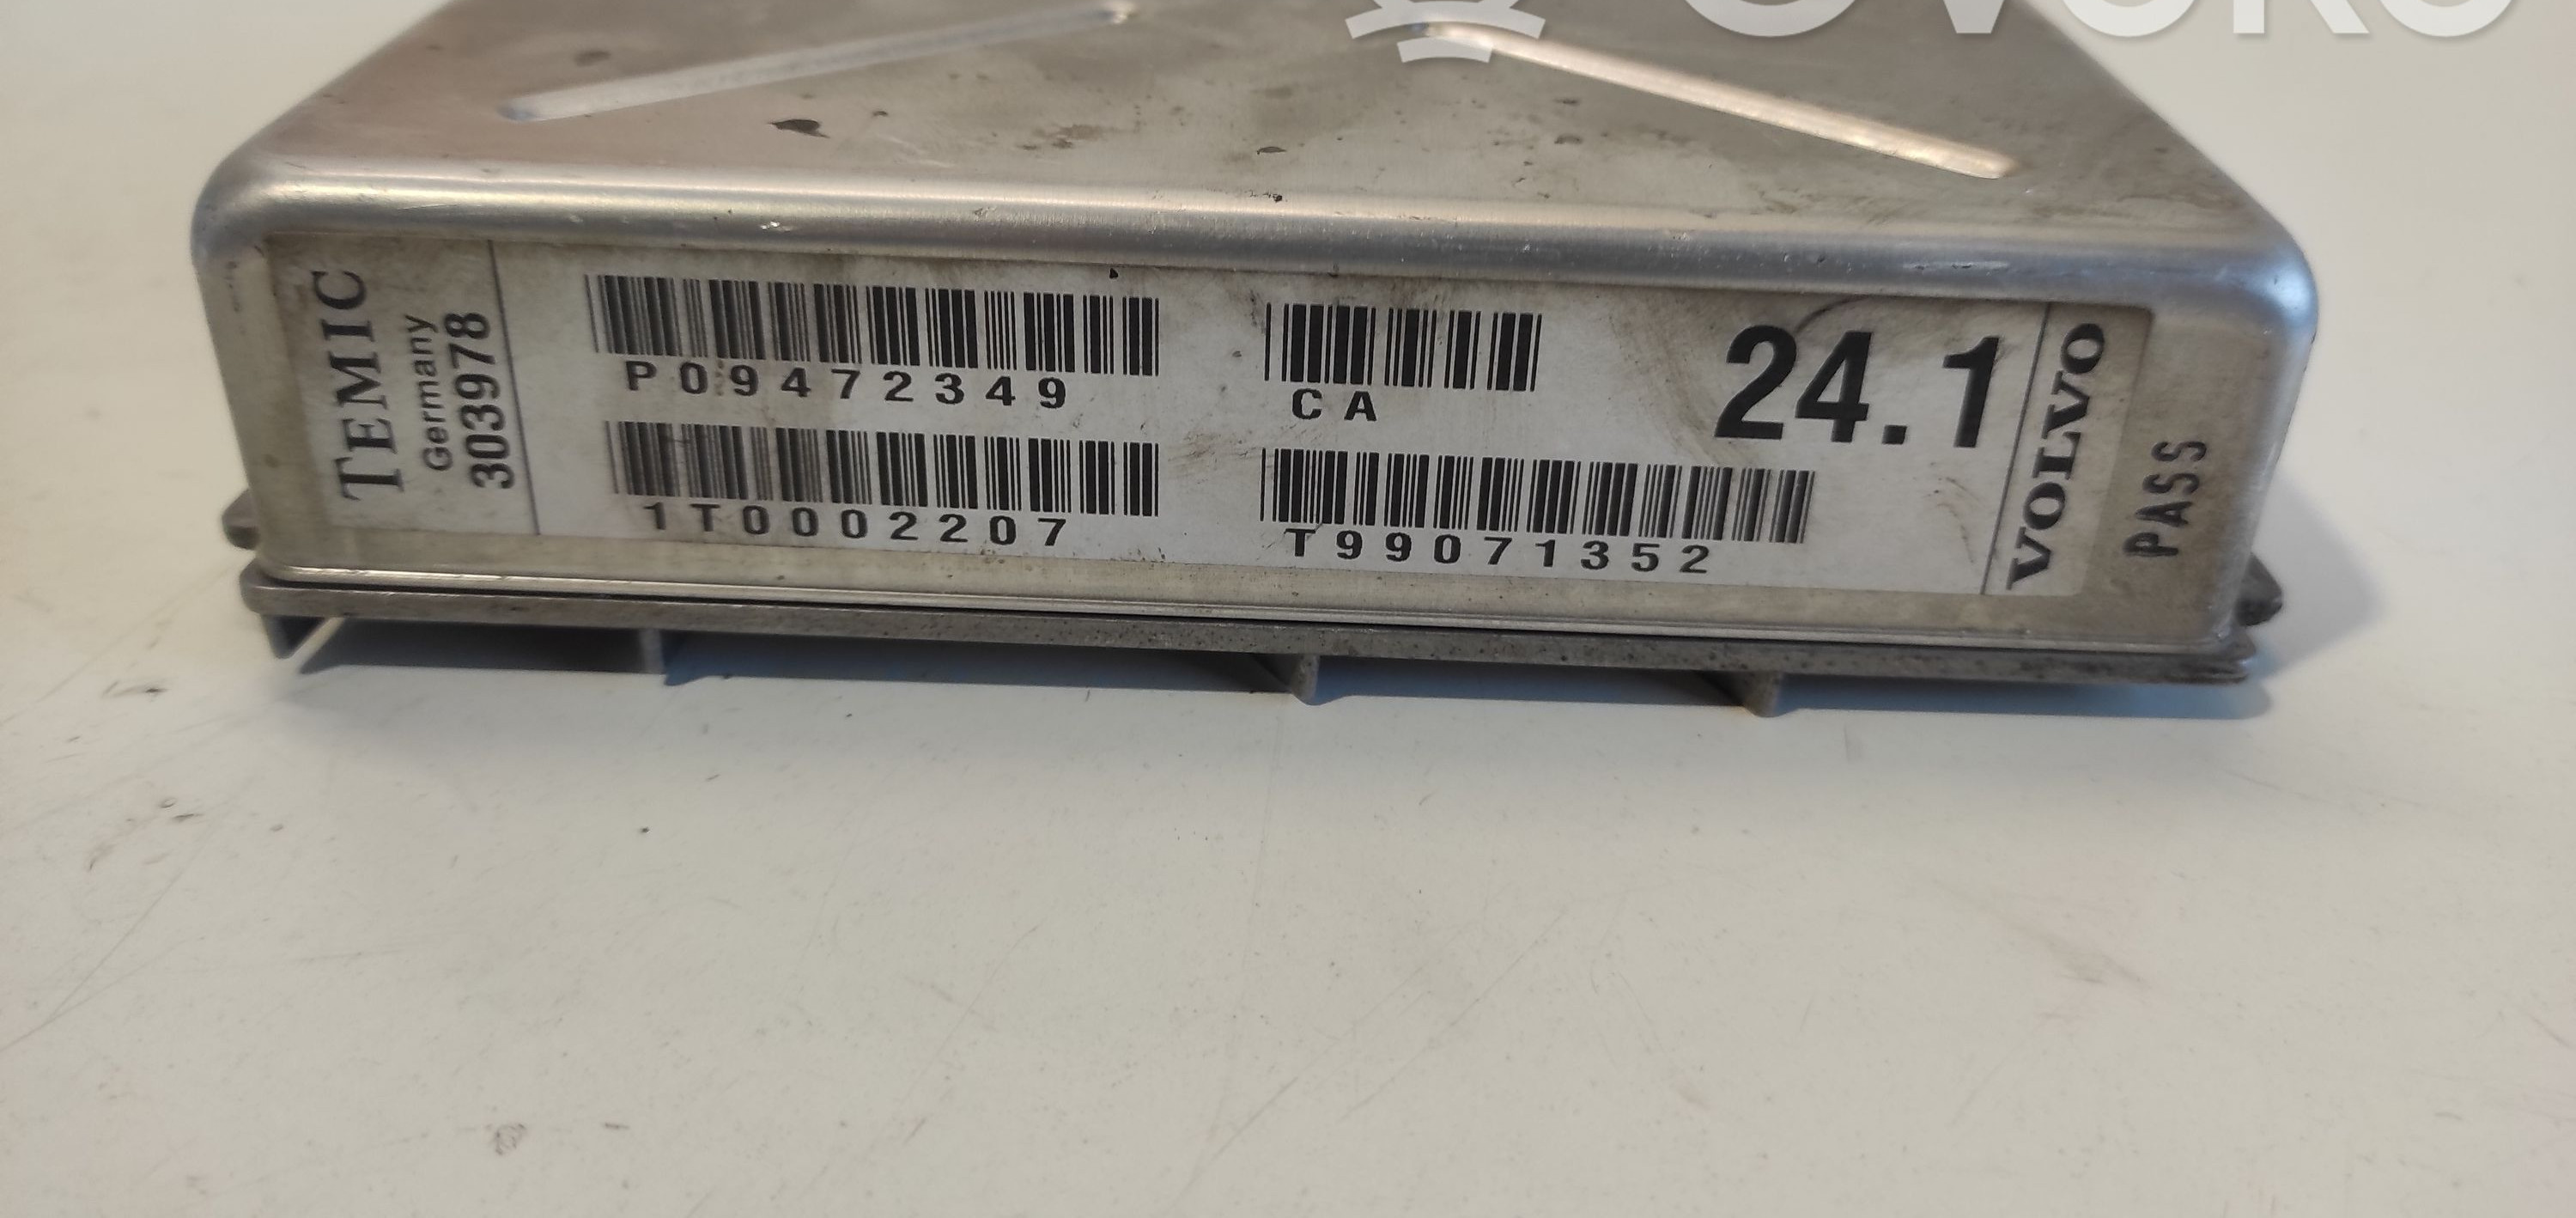 TEMIC
Germany
303978
P09472349
CA
24.1
1T0002207
T99071352
VOLVO
PASS